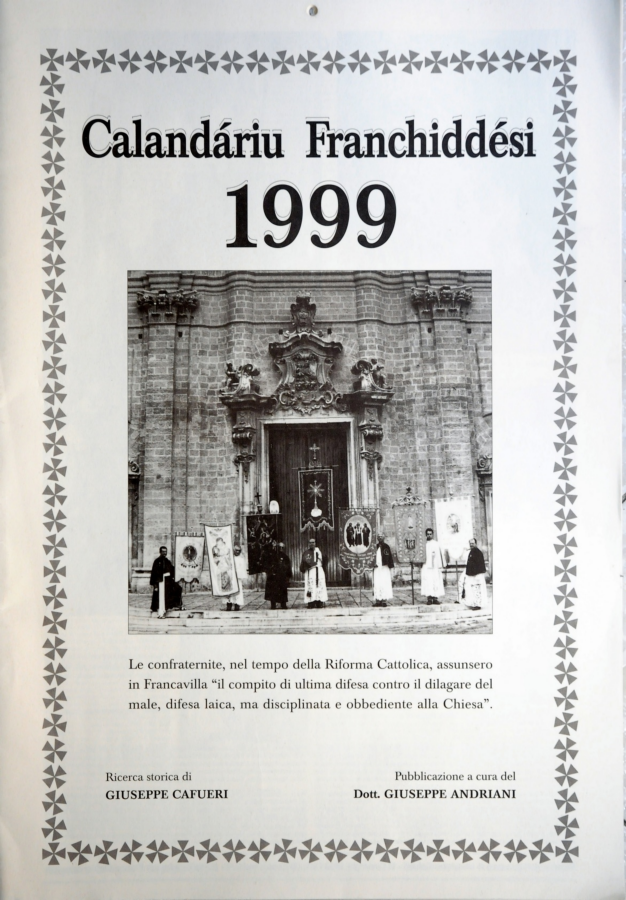 Calandáriu Franchiddési
1999
Le confraternite, nel tempo della Riforma Cattolica, assunsero
in Francavilla “il compito di ultima difesa contro il dilagare del
male, difesa laica, ma disciplinata e obbediente alla Chiesa”.
Ricerca storica di
GIUSEPPE CAFUERI
Pubblicazione a cura del
Dott. GIUSEPPE ANDRIANI